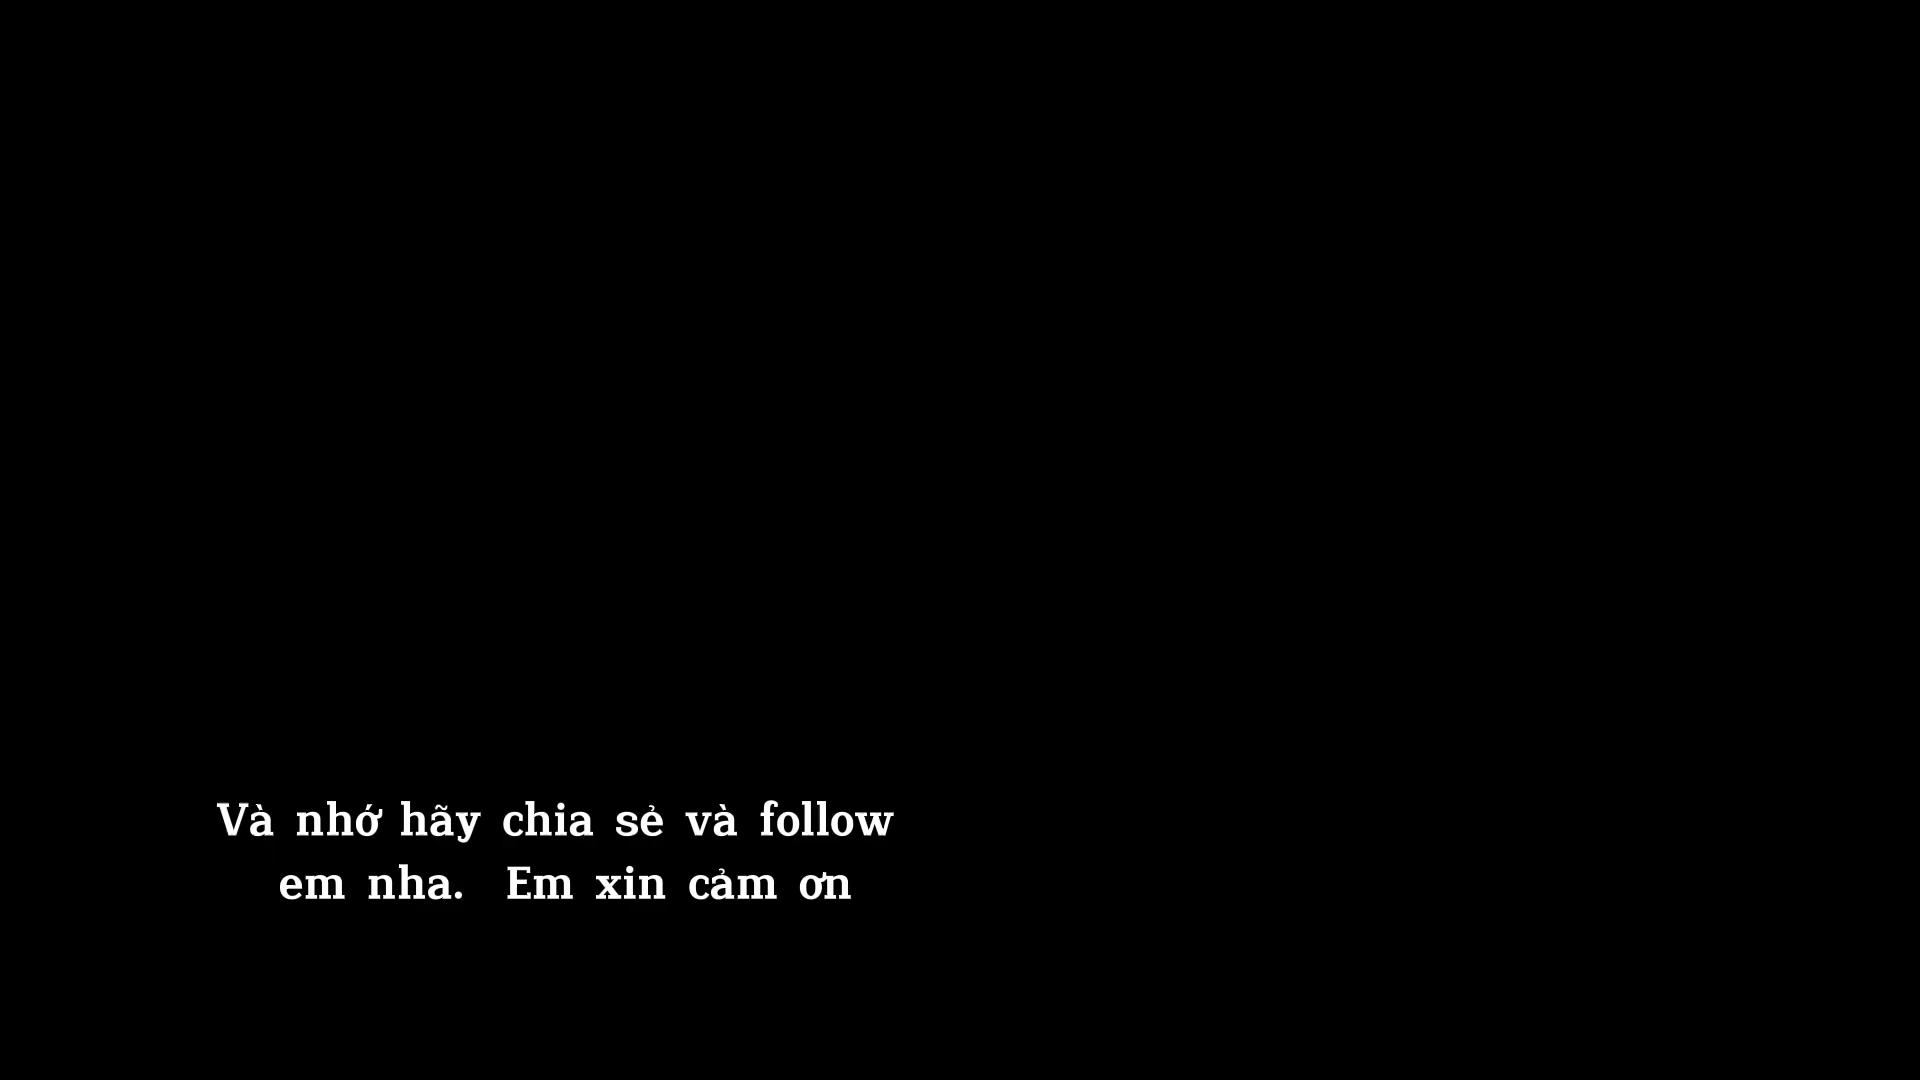 Và nhớ hãy chia sẻ và follow
em nha. Em xin cảm ơn